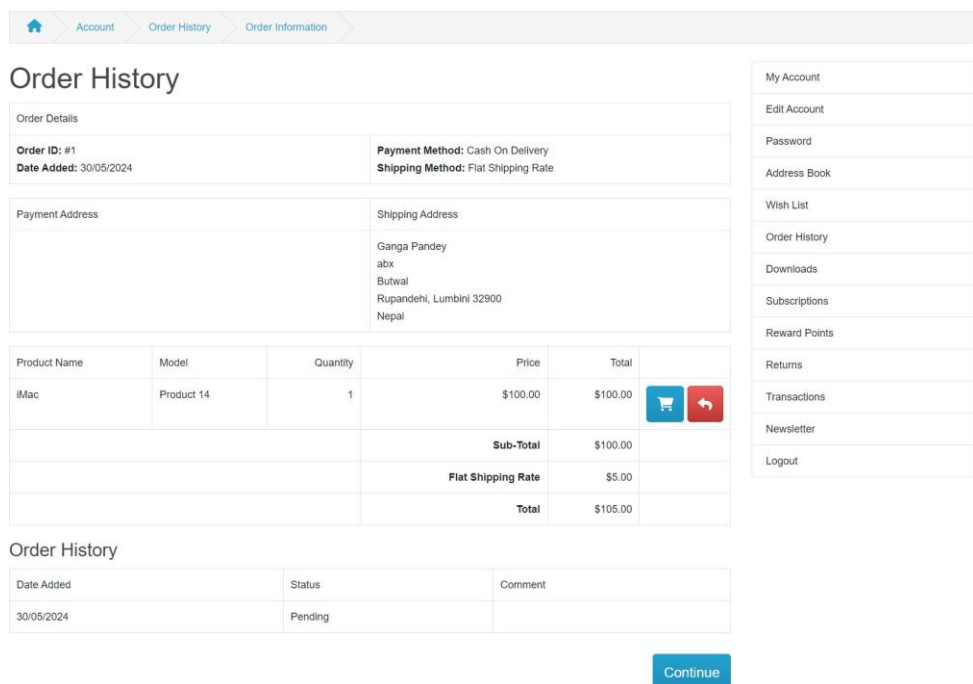 Account Order History Order Information
Order History
Order Details
Order ID: #1
Date Added: 30/05/2024
Payment Method: Cash On Delivery
Shipping Method: Flat Shipping Rate
Payment Address Shipping Address
Ganga Pandey
abx
Butwal
Rupandehi, Lumbini 32900
Nepal
Product Name Model Quantity Price Total
iMac Product 14 1 $100.00 $100.00
Sub-Total $100.00
Flat Shipping Rate $5.00
Total $105.00
Order History
Date Added Status Comment
30/05/2024 Pending
Continue
My Account
Edit Account
Password
Address Book
Wish List
Order History
Downloads
Subscriptions
Reward Points
Returns
Transactions
Newsletter
Logout